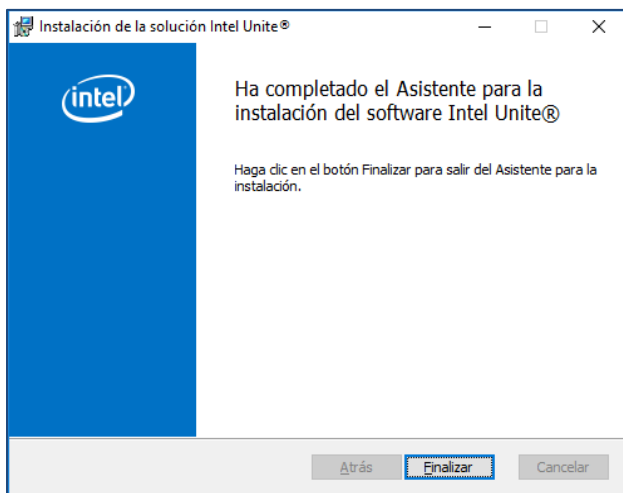 Instalación de la solución Intel Unite®
intel
Ha completado el Asistente para la
instalación del software Intel Unite®
Haga clic en el botón Finalizar para salir del Asistente para la
instalación.
Atrás
Finalizar
Cancelar